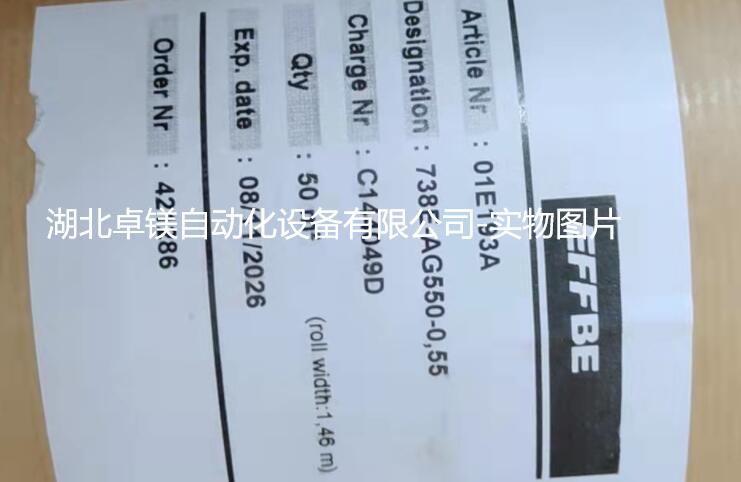 EFFBE
Article Nr : 01E
3A
Designation : 738
AG550-0,55
Charge Nr : C14
049D
Qty : 50
(roll width:1,46 m)
Exp. date : 08/
/2026
Order Nr : 42
86
湖北卓镁自动化设备有限公司-实物图片